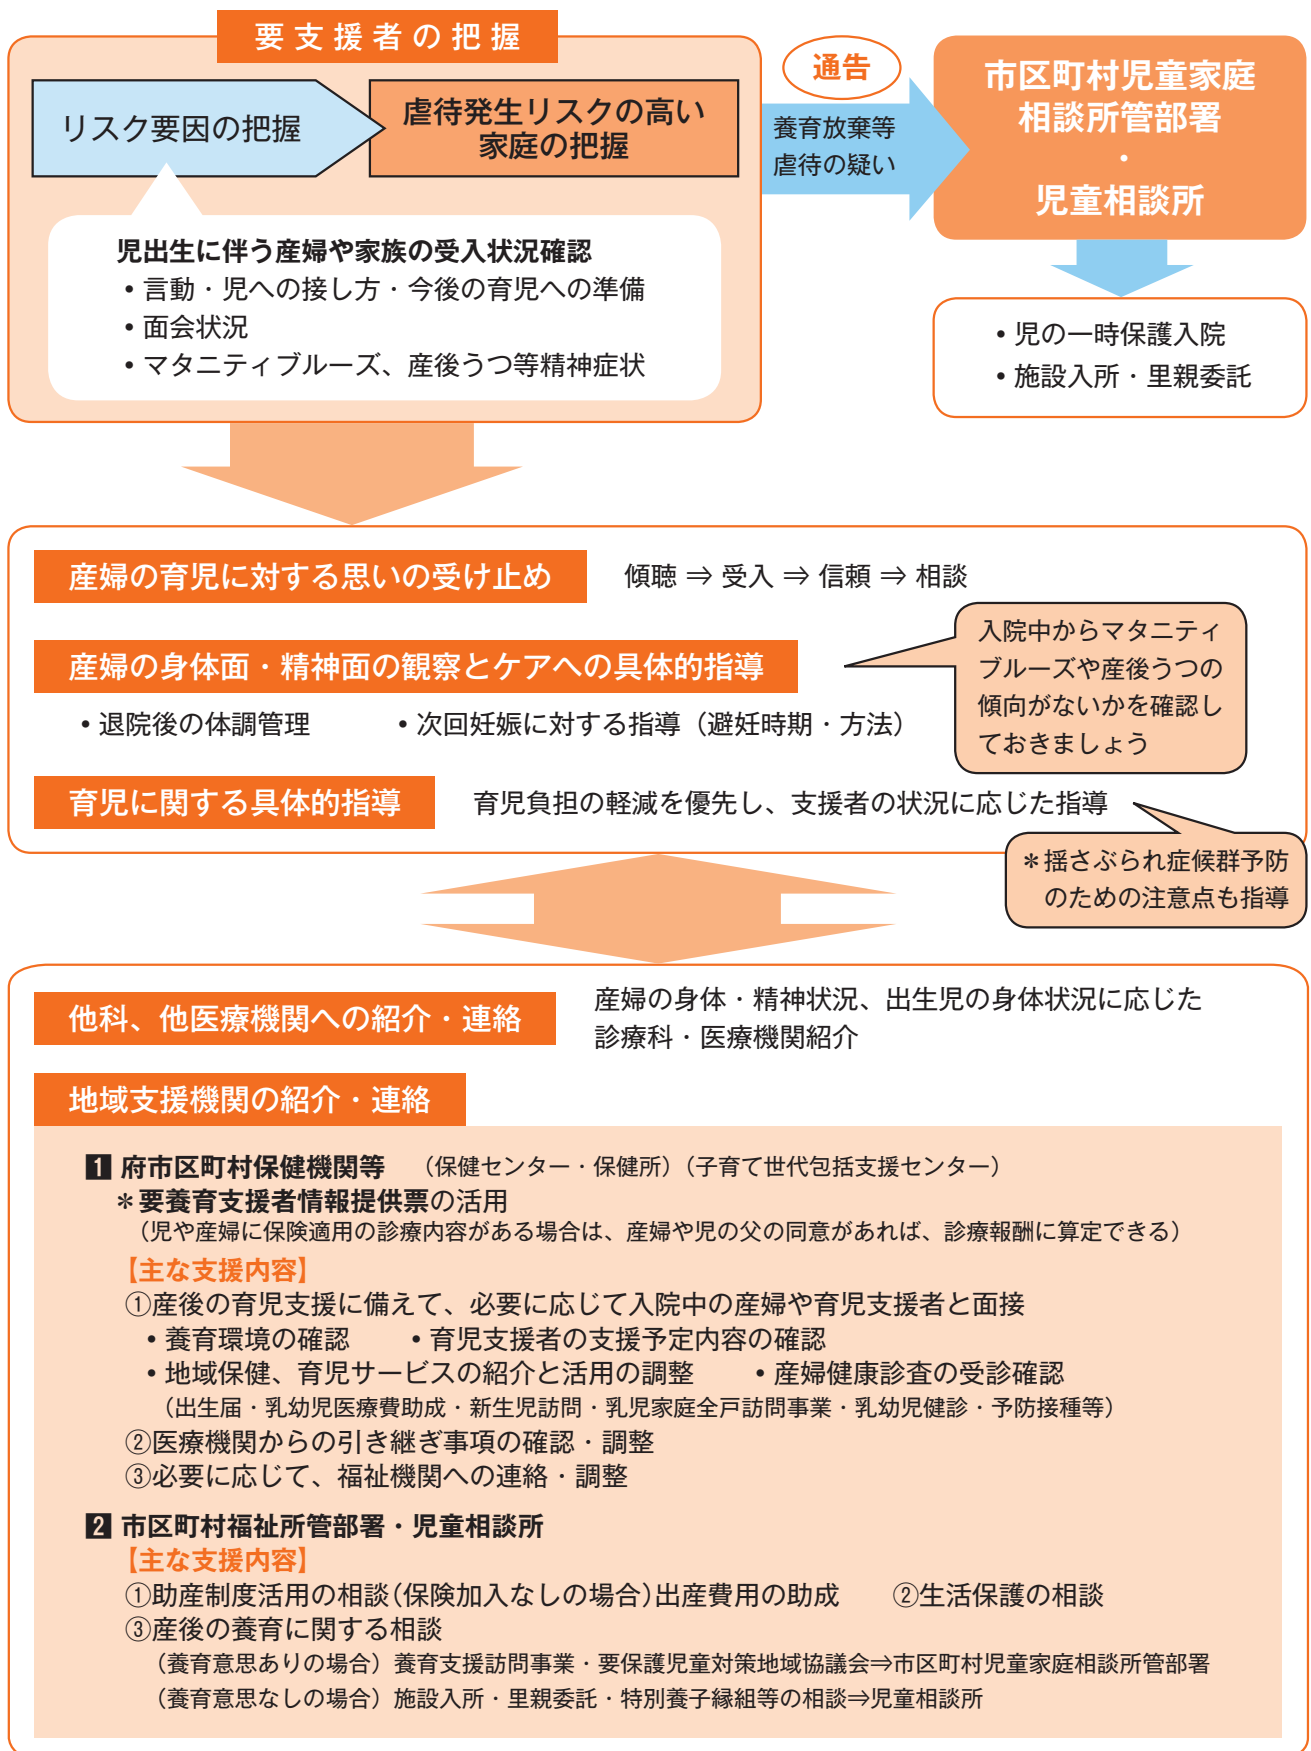 要支援者の把握
リスク要因の把握
虐待発生リスクの高い
家庭の把握
児出生に伴う産婦や家族の受入状況確認
・言動・児への接し方・今後の育児への準備
・面会状況
・マタニティブルーズ、産後うつ等精神症状
通告
養育放棄等
虐待の疑い
市区町村児童家庭
相談所管部署
・
児童相談所
・児の一時保護入院
・施設入所・里親委託
産婦の育児に対する思いの受け止め
傾聴 ⇒ 受入 ⇒ 信頼 ⇒ 相談
産婦の身体面・精神面の観察とケアへの具体的指導
入院中からマタニティ
ブルーズや産後うつの
傾向がないかを確認し
ておきましょう
・退院後の体調管理 ・次回妊娠に対する指導（避妊時期・方法）
育児に関する具体的指導
育児負担の軽減を優先し、支援者の状況に応じた指導
＊揺さぶられ症候群予防
のための注意点も指導
他科、他医療機関への紹介・連絡
産婦の身体・精神状況、出生児の身体状況に応じた
診療科・医療機関紹介
地域支援機関の紹介・連絡
1 府市区町村保健機関等 （保健センター・保健所）（子育て世代包括支援センター）
＊要養育支援者情報提供票の活用
（児や産婦に保険適用の診療内容がある場合は、産婦や児の父の同意があれば、診療報酬に算定できる）
【主な支援内容】
①産後の育児支援に備えて、必要に応じて入院中の産婦や育児支援者と面接
・養育環境の確認 ・育児支援者の支援予定内容の確認
・地域保健、育児サービスの紹介と活用の調整 ・産婦健康診査の受診確認
（出生届・乳幼児医療費助成・新生児訪問・乳児家庭全戸訪問事業・乳幼児健診・予防接種等）
②医療機関からの引き継ぎ事項の確認・調整
③必要に応じて、福祉機関への連絡・調整
2 市区町村福祉所管部署・児童相談所
【主な支援内容】
①助産制度活用の相談（保険加入なしの場合）出産費用の助成 ②生活保護の相談
③産後の養育に関する相談
（養育意思ありの場合）養育支援訪問事業・要保護児童対策地域協議会⇒市区町村児童家庭相談所管部署
（養育意思なしの場合）施設入所・里親委託・特別養子縁組等の相談⇒児童相談所